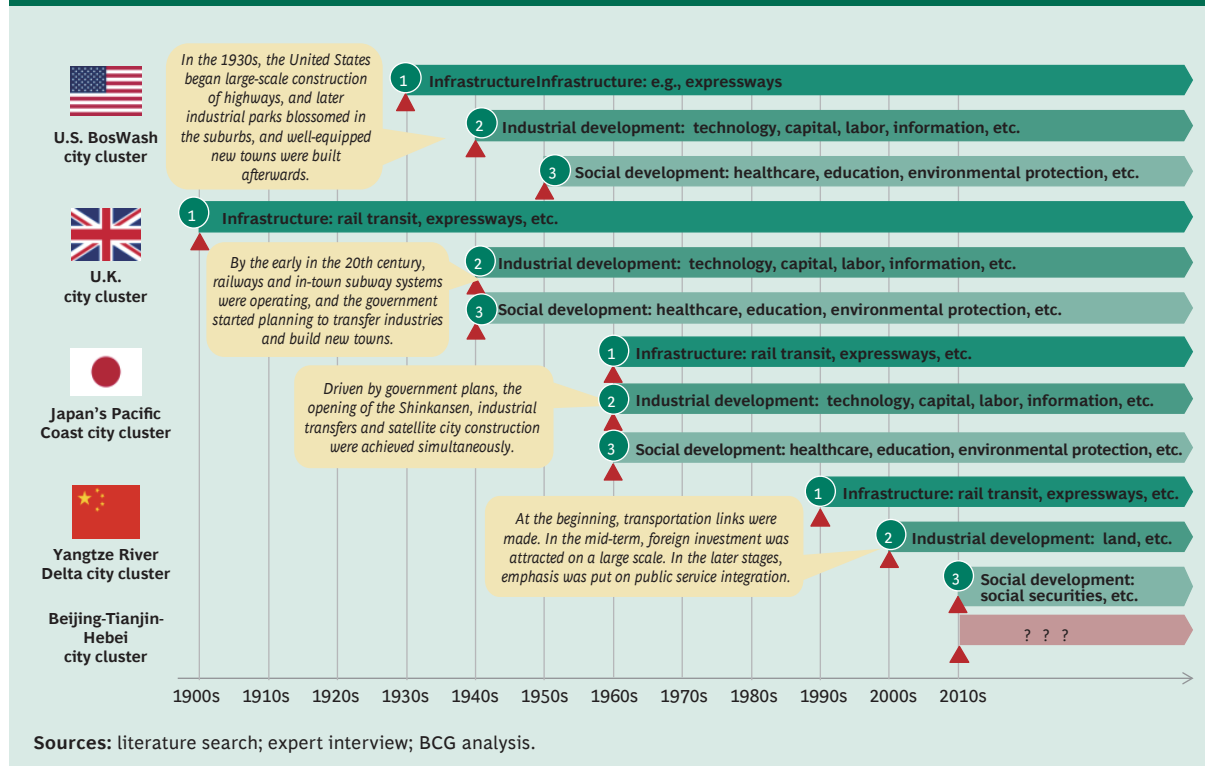 In the 1930s, the United States
began large-scale construction
of highways, and later
industrial parks blossomed
in the suburbs, and well-equipped
new towns were built
afterwards.
U.S. BosWash
city cluster
1
InfrastructureInfrastructure: e.g., expressways
2
Industrial development: technology, capital, labor, information, etc.
3
Social development: healthcare, education, environmental protection, etc.
U.K.
city cluster
1
Infrastructure: rail transit, expressways, etc.
By the early in the 20th century,
railways and in-town subway systems
were operating, and the government
started planning to transfer industries
and build new towns.
2
Industrial development: technology, capital, labor, information, etc.
3
Social development: healthcare, education, environmental protection, etc.
Japan's Pacific
Coast city cluster
Driven by government plans, the
opening of the Shinkansen, industrial
transfers and satellite city construction
were achieved simultaneously.
1
Infrastructure: rail transit, expressways, etc.
2
Industrial development: technology, capital, labor, information, etc.
3
Social development: healthcare, education, environmental protection, etc.
Yangtze River
Delta city cluster
At the beginning, transportation links were
made. In the mid-term, foreign investment was
attracted on a large scale. In the later stages,
emphasis was put on public service integration.
1
Infrastructure: rail transit, expressways, etc.
2
Industrial development: land, etc.
3
Social development:
social securities, etc.
Beijing-Tianjin-
Hebei
city cluster
? ? ?
1900s 1910s 1920s 1930s 1940s 1950s 1960s 1970s 1980s 1990s 2000s 2010s
Sources: literature search; expert interview; BCG analysis.